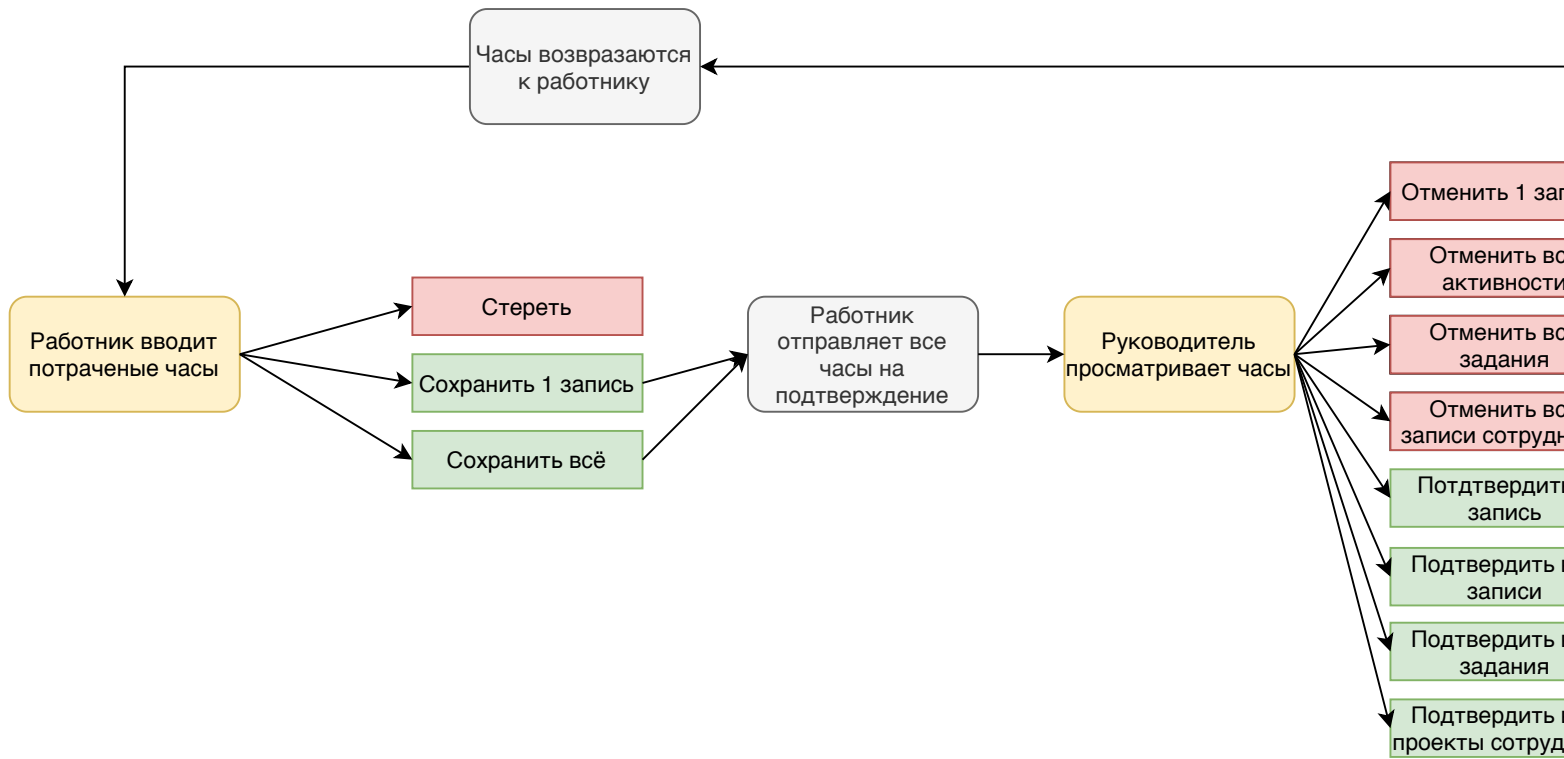 Часы возвразаются
к работнику
Работник вводит
потраченые часы
Стереть
Сохранить 1 запись
Сохранить всё
Работник
отправляет все
часы на
подтверждение
Руководитель
просматривает часы
Отменить 1
Отменить
активности
Отменить
задания
Отменить
записи
запись
Подтвердить
записи
Подтвердить
задания
Подтвердить
проекты